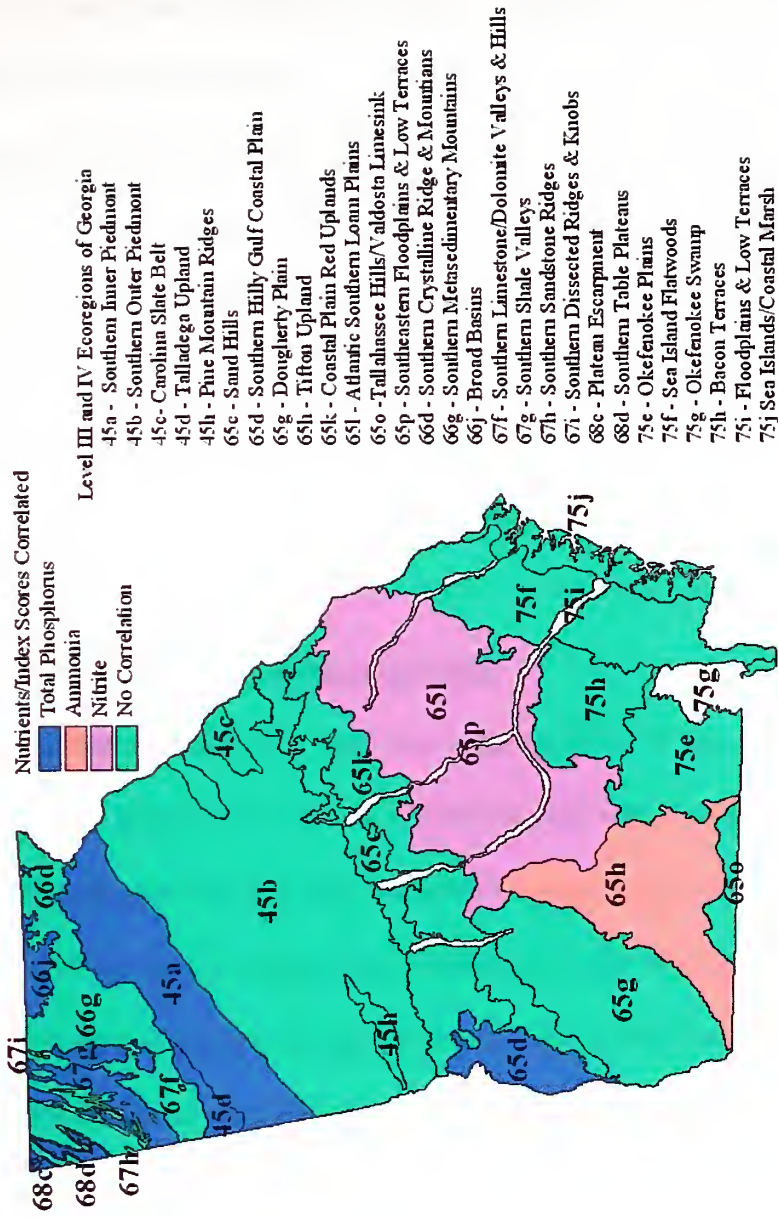 Nutrients/Index Scores Correlated
Total Phosphorus
Ammonia
Nitrite
No Correlation
Level III and IV Ecoregions of Georgia
45a - Southern Inner Piedmont
45b - Southern Outer Piedmont
45c- Carolina Slate Belt
45d - Talladega Upland
45h - Pine Mountain Ridges
65c - Sand Hills
65d - Southern Hilly Gulf Coastal Plain
65g - Dougherty Plain
65h - Tifton Upland
65k - Coastal Plain Red Uplands
65l - Atlantic Southern Loam Plains
65o - Tallahassee Hills/Valdosta Limesink
65p - Southeastern Floodplains & Low Terraces
66d - Southern Crystalline Ridge & Mountians
66g - Southern Metasedimentary Mountains
66j - Broad Basins
67f - Southern Limestone/Dolomite Valleys & Hills
67g - Southern Shale Valleys
67h - Southern Sandstone Ridges
67i - Southern Dissected Ridges & Knobs
68c - Plateau Escarpment
68d - Southern Table Plateaus
75e - Okefenokee Plains
75f - Sea Island Flatwoods
75g - Okefenokee Swamp
75h - Bacon Terraces
75i - Floodplains & Low Terraces
75j Sea Islands/Coastal Marsh
67i
68c
66j
66d
68d
67g
66g
67h
67f
45d
45a
45c
45b
45h
65c
65k
65d
65p
65l
75f
75j
75i
65g
65h
75h
75e
75g
65o